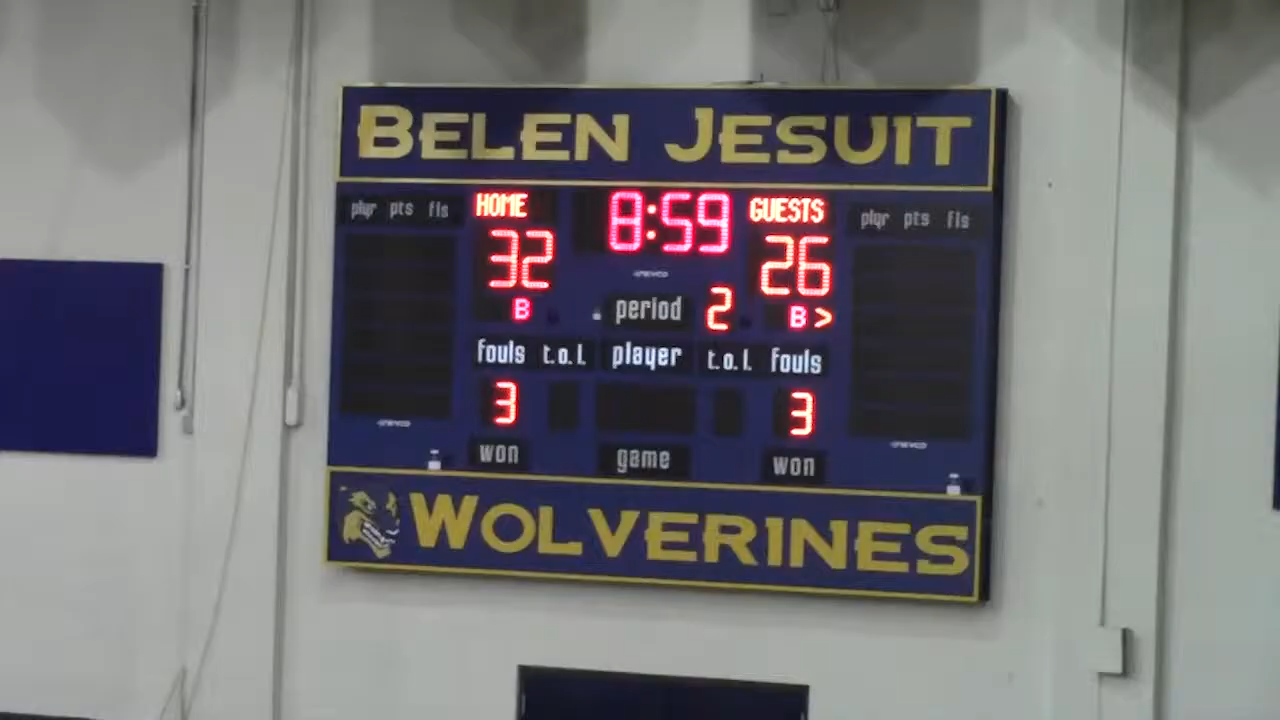 BELEN JESUIT
plyr pts fls HOME 8:59 GUESTS plyr pts fls
32 26
B period 2 B >
fouls t.o.l. player t.o.l. fouls
3 3
won game won
WOLVERINES